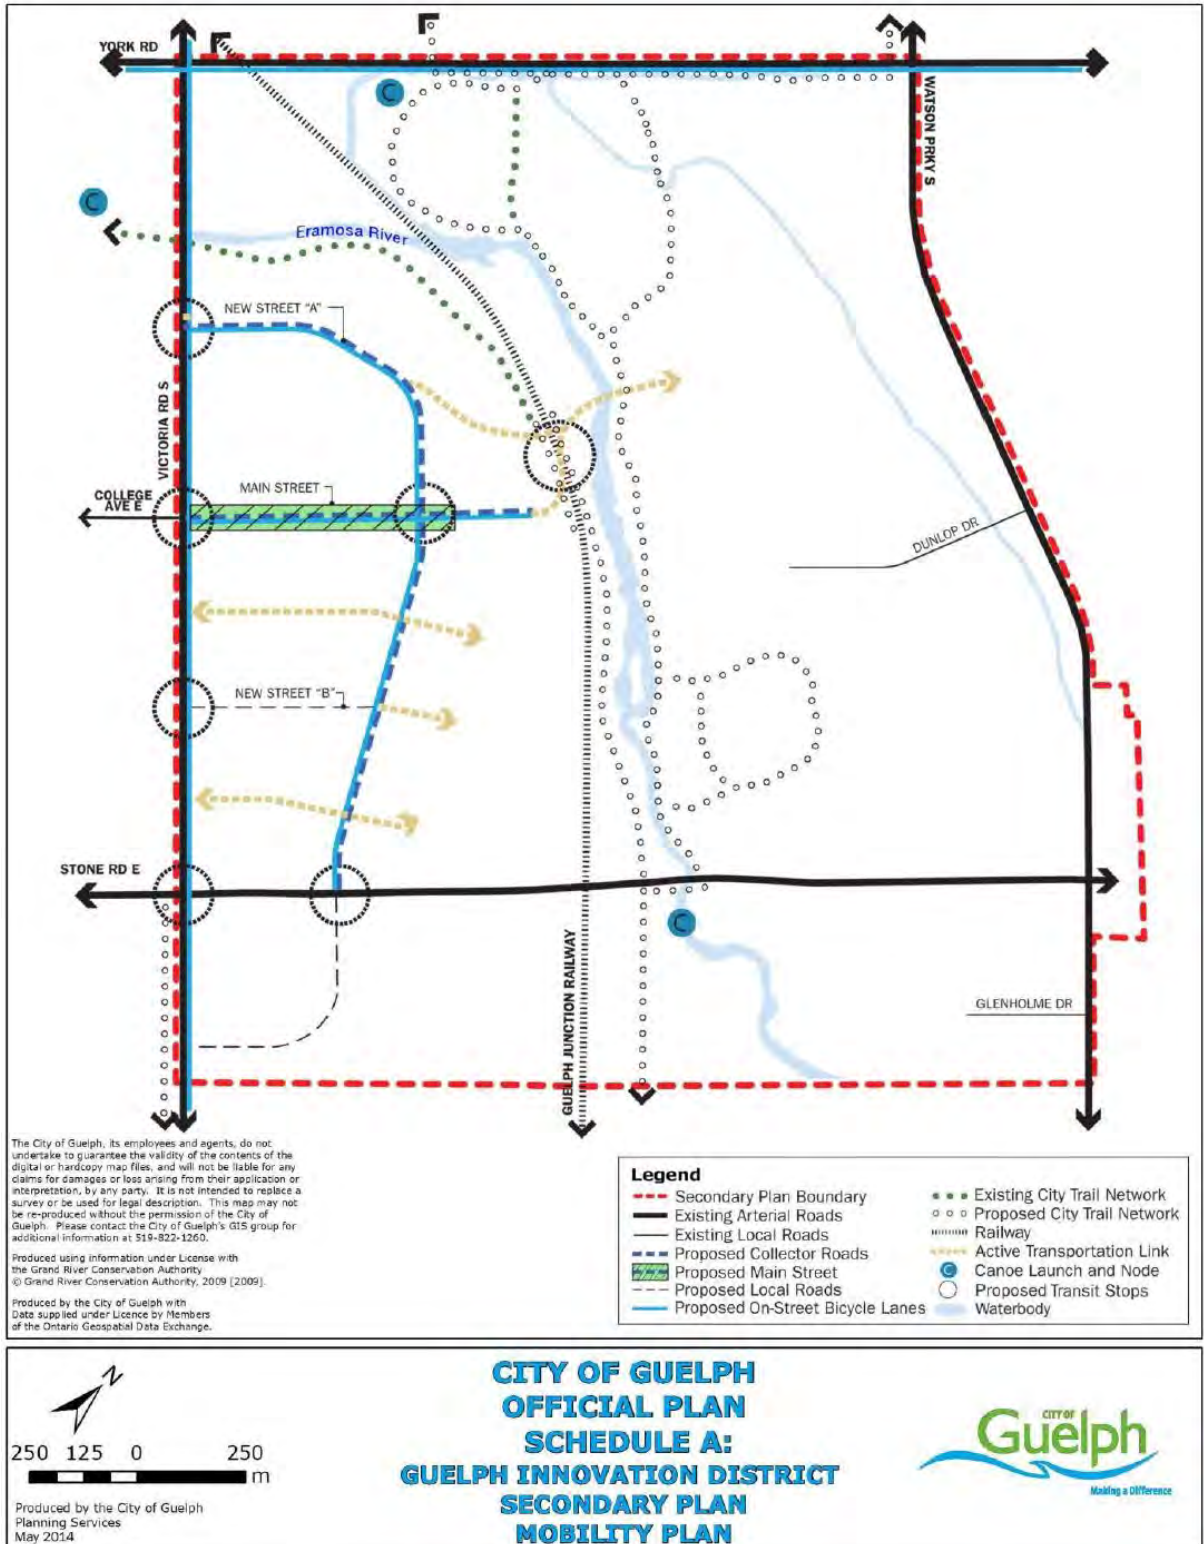 YORK RD
WATSON PRKY S
C
C
Eramosa River
NEW STREET "A"
VICTORIA RD S
MAIN STREET
COLLEGE
AVE E
DUNLOP DR
NEW STREET "B"
STONE RD E
C
GUELPH JUNCTION RAILWAY
GLENHOLME DR
The City of Guelph, its employees and agents, do not
undertake to guarantee the validity of the contents of the
digital or hardcopy map files, and will not be liable for any
claims for damages or loss arising from their application or
interpretation, by any party. It is not intended to replace a
survey or be used for legal description. This map may not
be re-produced without the permission of the City of
Guelph. Please contact the City of Guelph's GIS group for
additional information at 519-822-1260.
Produced using information under License with
the Grand River Conservation Authority
© Grand River Conservation Authority, 2009 [2009].
Produced by the City of Guelph with
Data supplied under Licence by Members
of the Ontario Geospatial Data Exchange.
Legend
Secondary Plan Boundary
Existing Arterial Roads
Existing Local Roads
Proposed Collector Roads
Proposed Main Street
Proposed Local Roads
Proposed On-Street Bicycle Lanes
Existing City Trail Network
Proposed City Trail Network
Railway
Active Transportation Link
C Canoe Launch and Node
Proposed Transit Stops
Waterbody
N
250 125 0 250
m
Produced by the City of Guelph
Planning Services
May 2014
CITY OF GUELPH
OFFICIAL PLAN
SCHEDULE A:
GUELPH INNOVATION DISTRICT
SECONDARY PLAN
MOBILITY PLAN
CITY OF
Guelph
Making a Difference